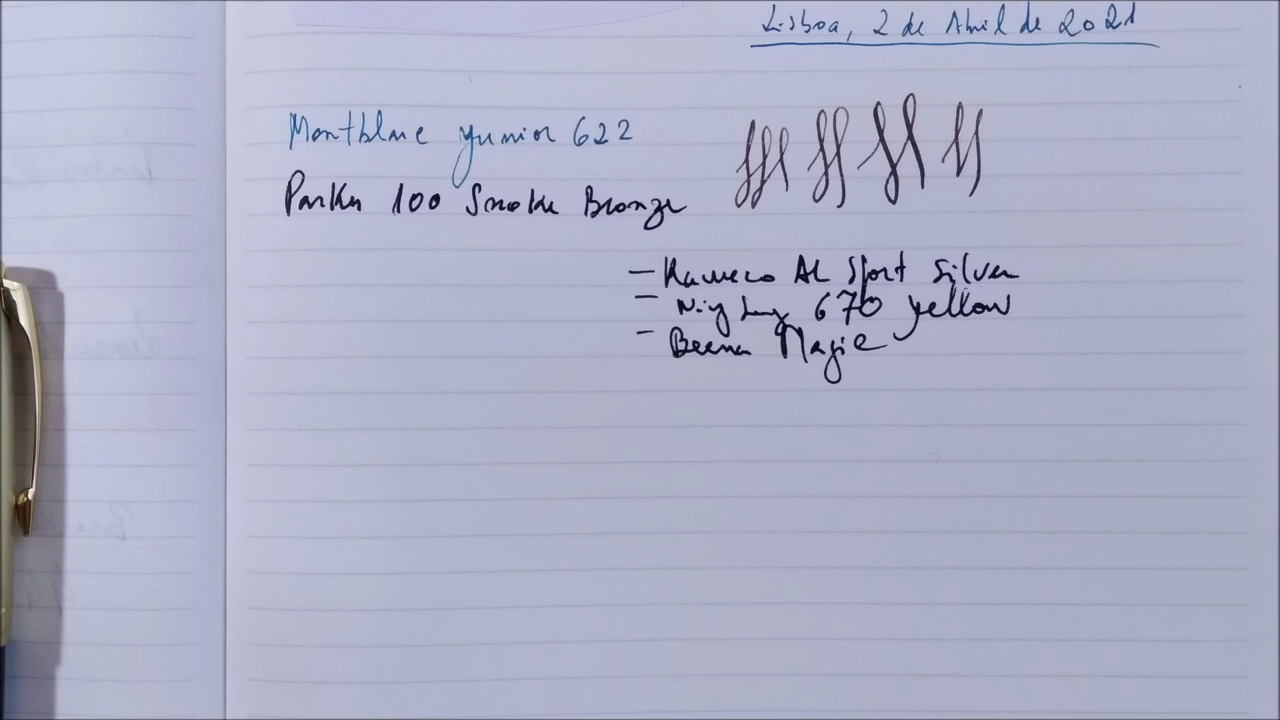 Lisboa, 2 de Abril de 2021
Montblanc Junior 622
Parker 100 Smoke Bronze
— Kaweco AL Sport Silver
— 670 yellow
— Beena Magic